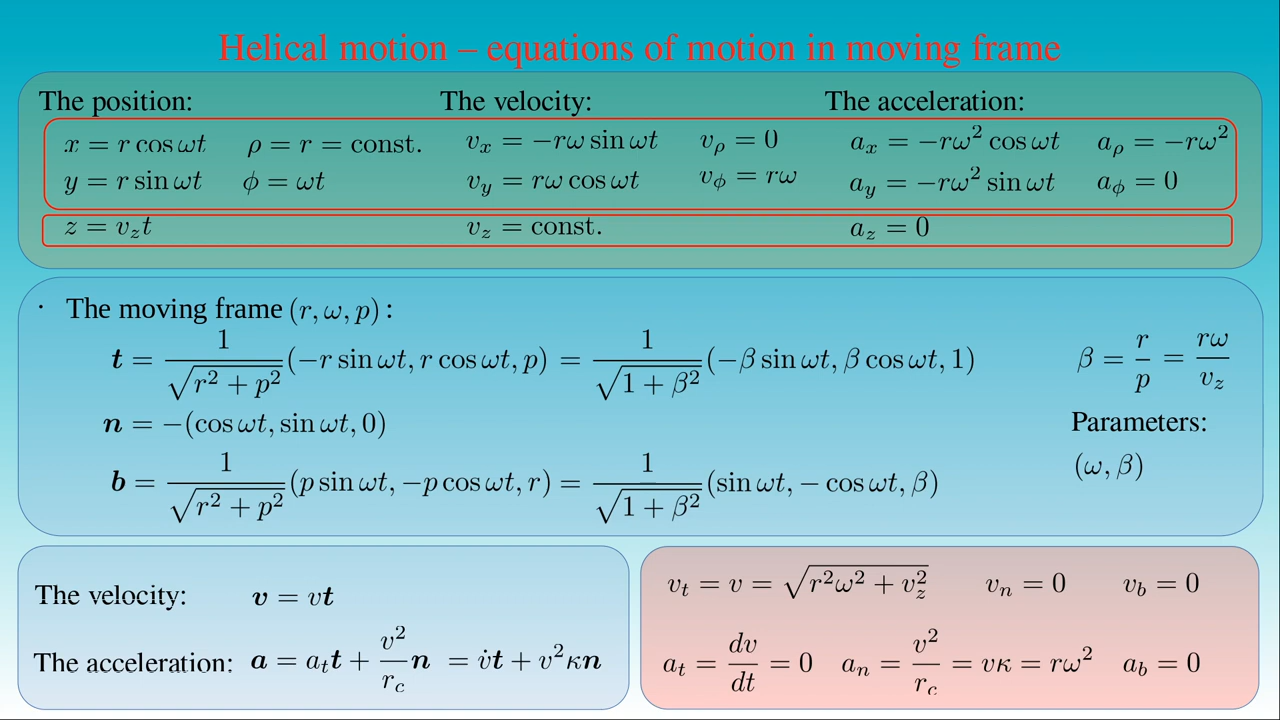 Helical motion – equations of motion in moving frame
The position: The velocity: The acceleration:
x = r cos ωt ρ = r = const. v_x = −rω sin ωt v_ρ = 0 a_x = −rω² cos ωt a_ρ = −rω²
y = r sin ωt ϕ = ωt v_y = rω cos ωt v_ϕ = rω a_y = −rω² sin ωt a_ϕ = 0
z = v_z t v_z = const. a_z = 0
· The moving frame (r, ω, p) :
t = 1/√(r² + p²) (−r sin ωt, r cos ωt, p) = 1/√(1 + β²) (−β sin ωt, β cos ωt, 1) β = r/p = rω/v_z
n = −(cos ωt, sin ωt, 0) Parameters:
(ω, β)
b = 1/√(r² + p²) (p sin ωt, −p cos ωt, r) = 1/√(1 + β²) (sin ωt, − cos ωt, β)
The velocity: v = vt
The acceleration: a = a_t t + v²/r_c n = v̇t + v²κn
v_t = v = √(r²ω² + v_z²) v_n = 0 v_b = 0
a_t = dv/dt = 0 a_n = v²/r_c = vκ = rω² a_b = 0